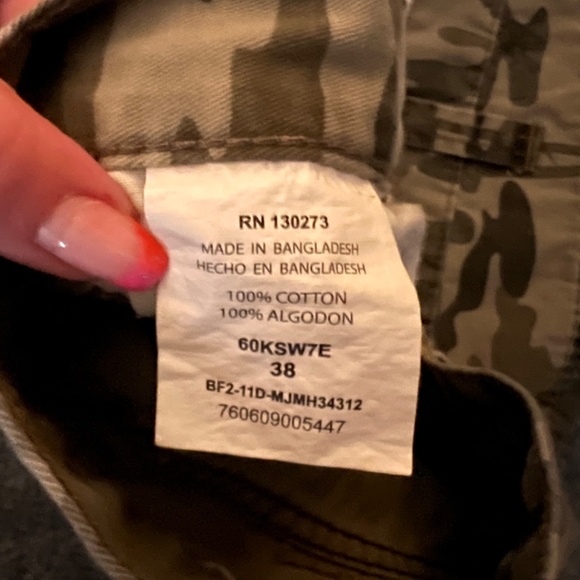 RN 130273
MADE IN BANGLADESH
HECHO EN BANGLADESH
100% COTTON
100% ALGODON
60KSW7E
38
BF2-11D-MJMH34312
760609005447